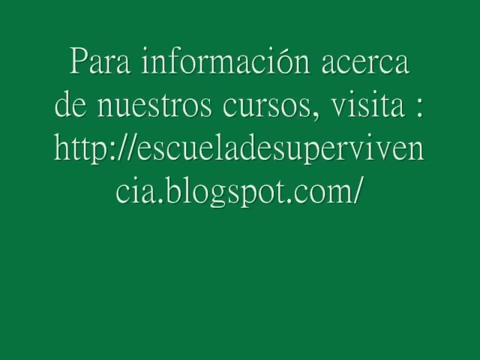 Para información acerca
de nuestros cursos, visita :
http://escueladesuperviven
cia.blogspot.com/